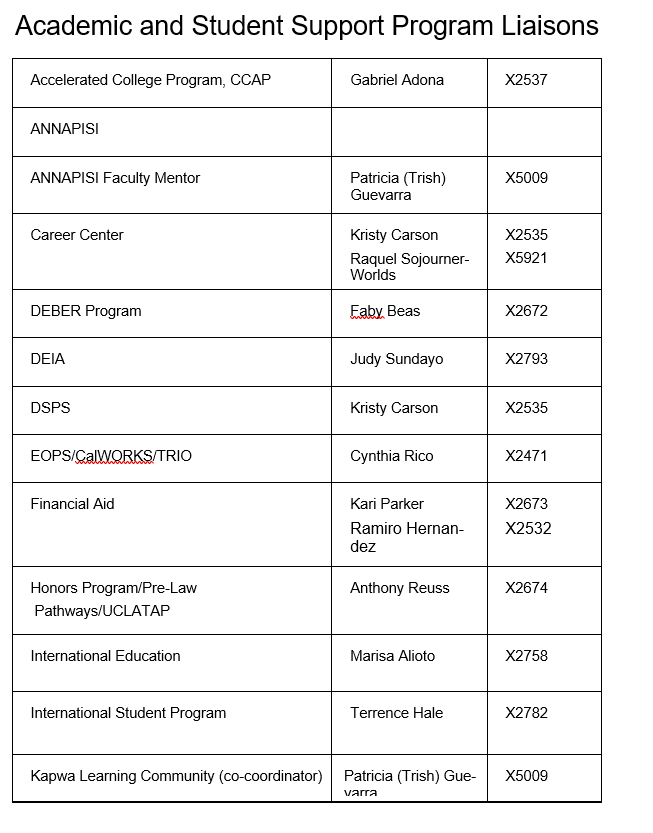 Academic and Student Support Program Liaisons
Accelerated College Program, CCAP Gabriel Adona X2537
ANNAPISI
ANNAPISI Faculty Mentor Patricia (Trish) X5009
Guevarra
Career Center Kristy Carson X2535
Raquel Sojourner- X5921
Worlds
DEBER Program Faby Beas X2672
DEIA Judy Sundayo X2793
DSPS Kristy Carson X2535
EOPS/CalWORKS/TRIO Cynthia Rico X2471
Financial Aid Kari Parker X2673
Ramiro Hernan- X2532
dez
Honors Program/Pre-Law Anthony Reuss X2674
Pathways/UCLATAP
International Education Marisa Alioto X2758
International Student Program Terrence Hale X2782
Kapwa Learning Community (co-coordinator) Patricia (Trish) Gue- X5009
varra